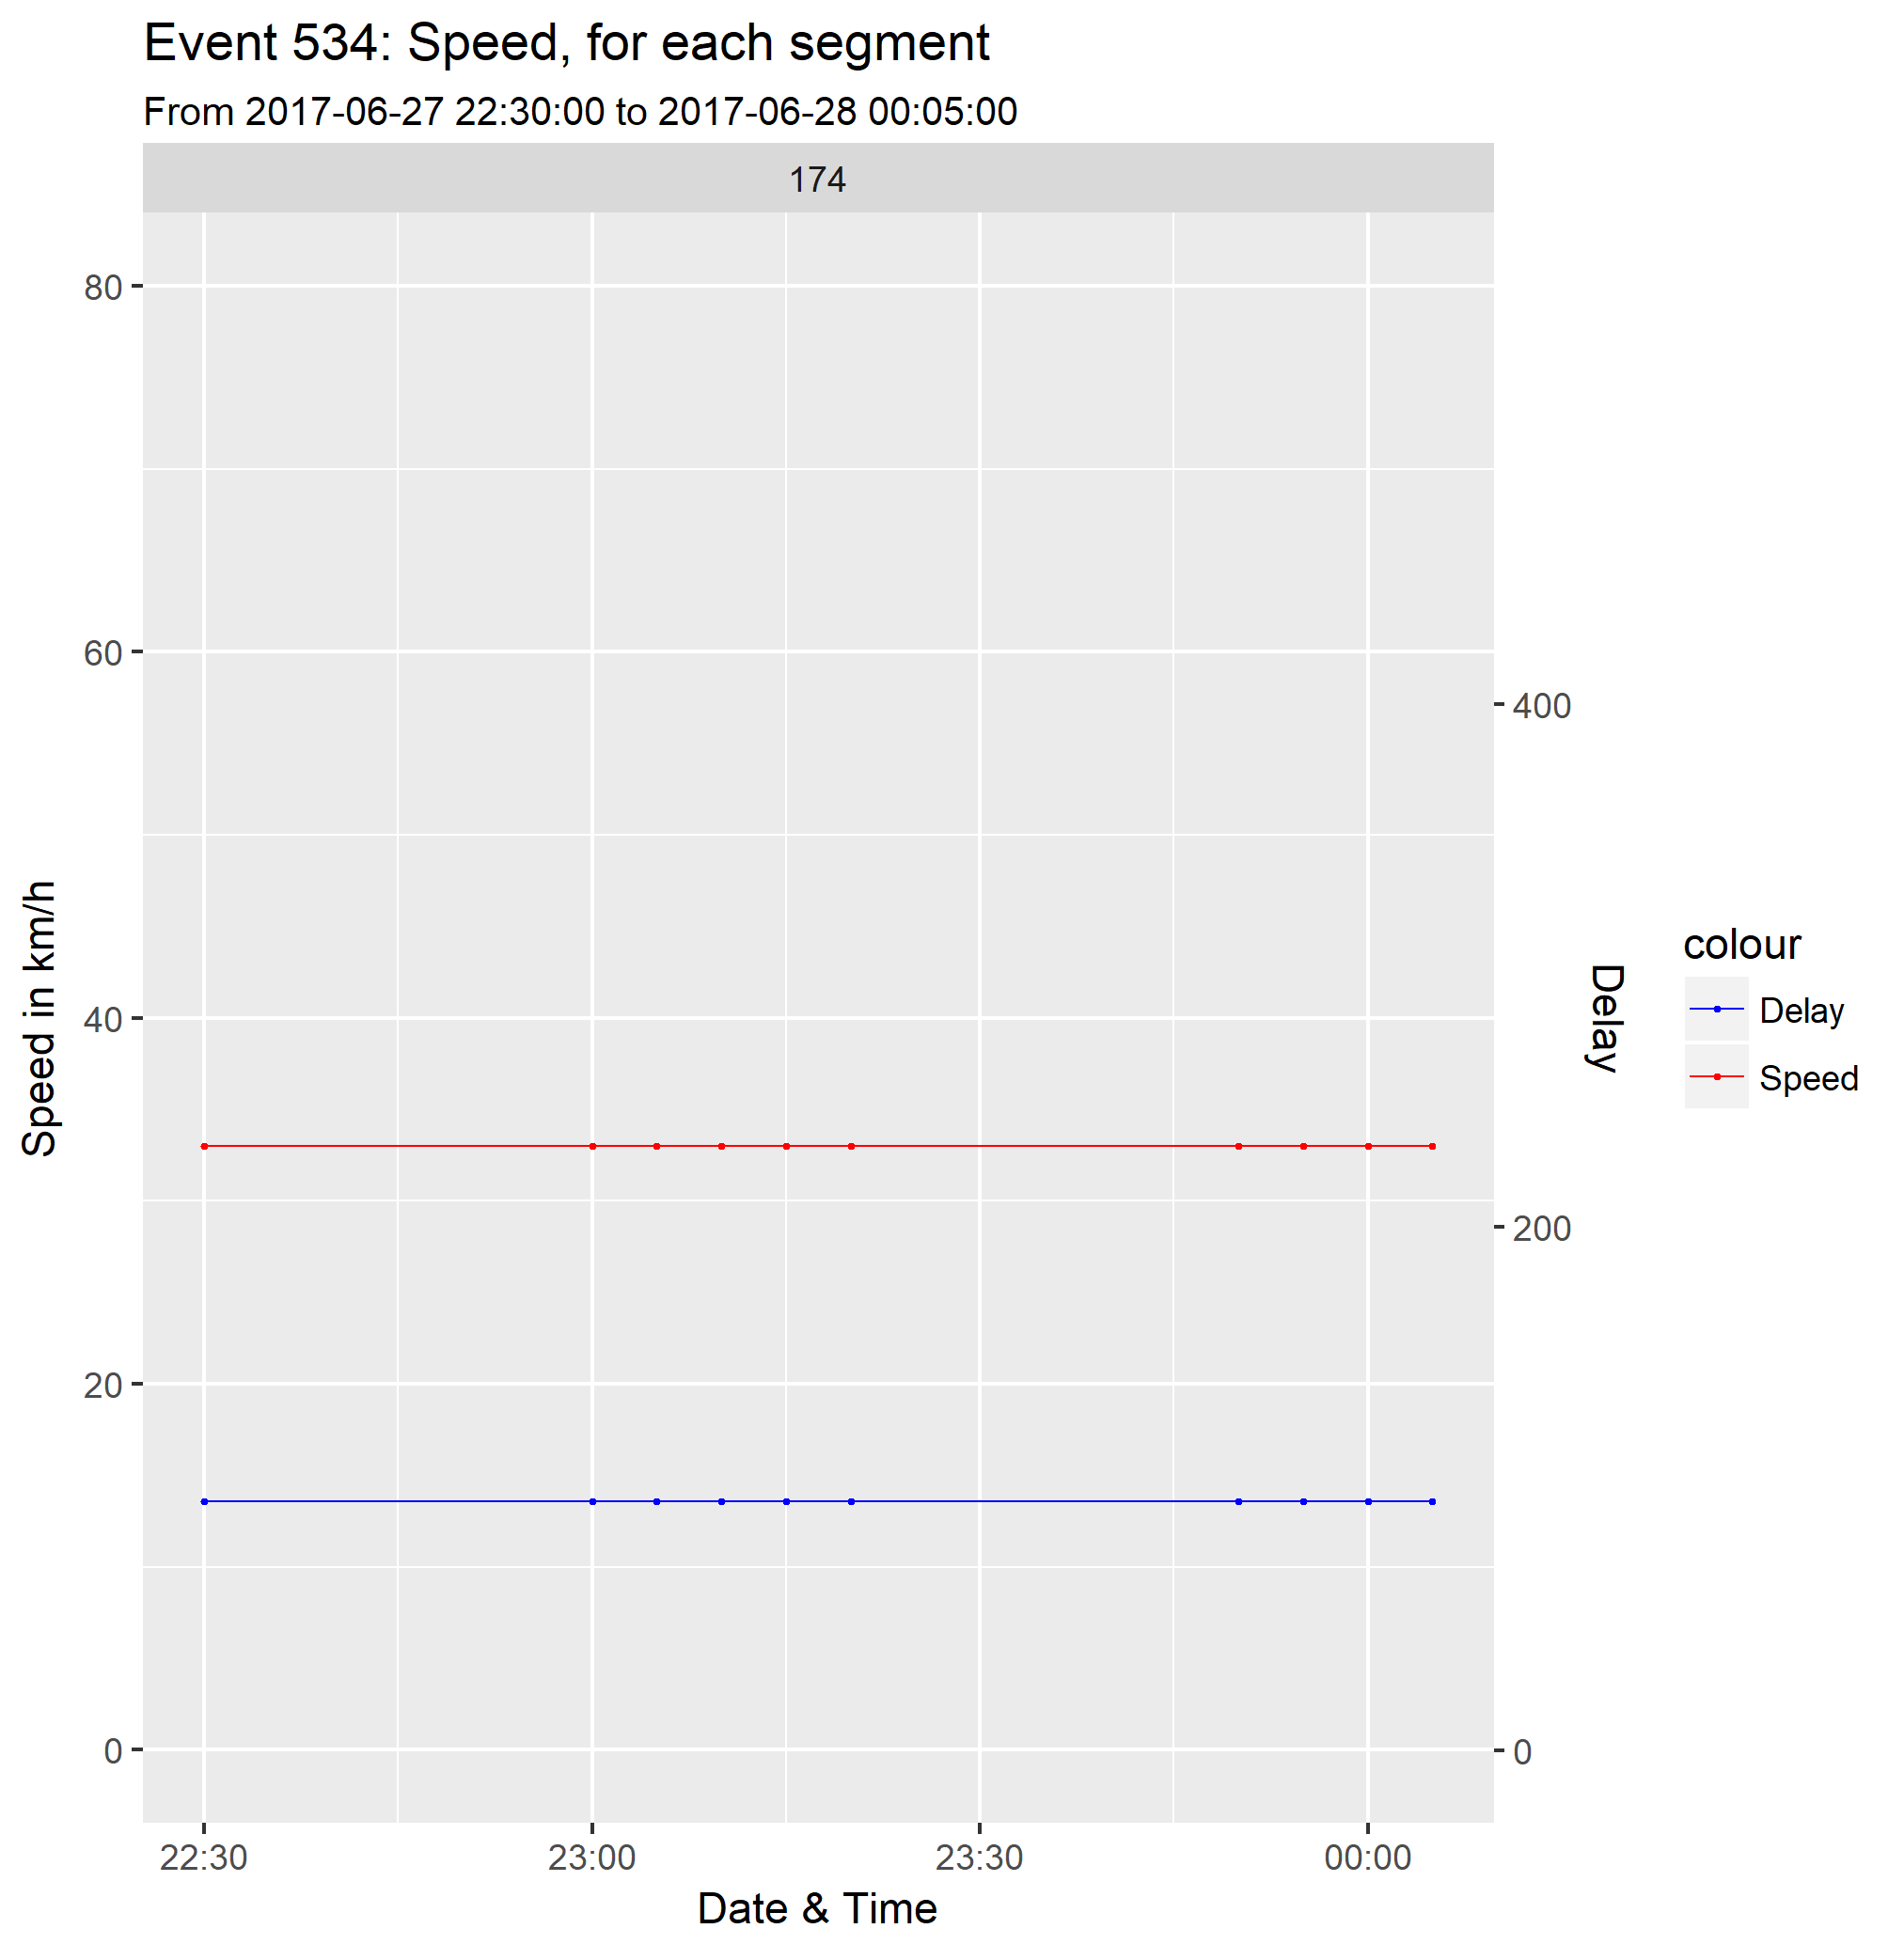 Event 534: Speed, for each segment
From 2017-06-27 22:30:00 to 2017-06-28 00:05:00
174
80
60
40
20
0
Speed in km/h
400
200
0
Delay
colour
Delay
Speed
22:30
23:00
23:30
00:00
Date & Time